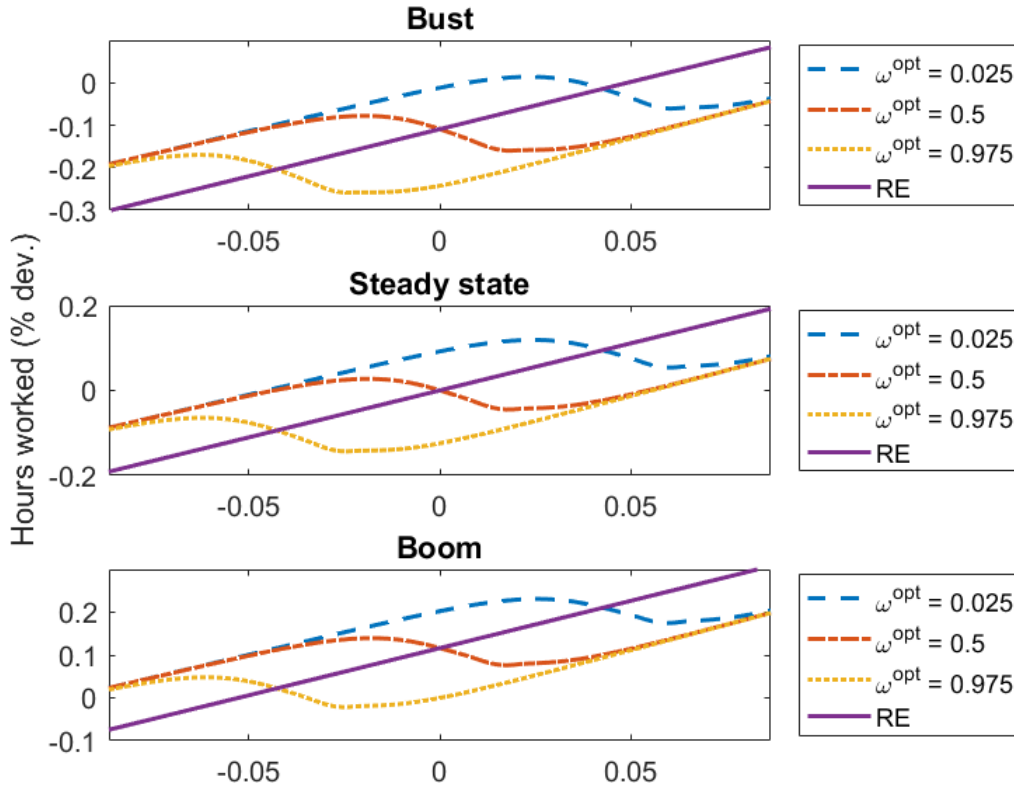 Bust
0
-0.1
-0.2
-0.3
-0.05
0
0.05
ω^opt = 0.025
ω^opt = 0.5
ω^opt = 0.975
RE
Hours worked (% dev.)
Steady state
0.2
0
-0.2
-0.05
0
0.05
ω^opt = 0.025
ω^opt = 0.5
ω^opt = 0.975
RE
Boom
0.2
0.1
0
-0.1
-0.05
0
0.05
ω^opt = 0.025
ω^opt = 0.5
ω^opt = 0.975
RE